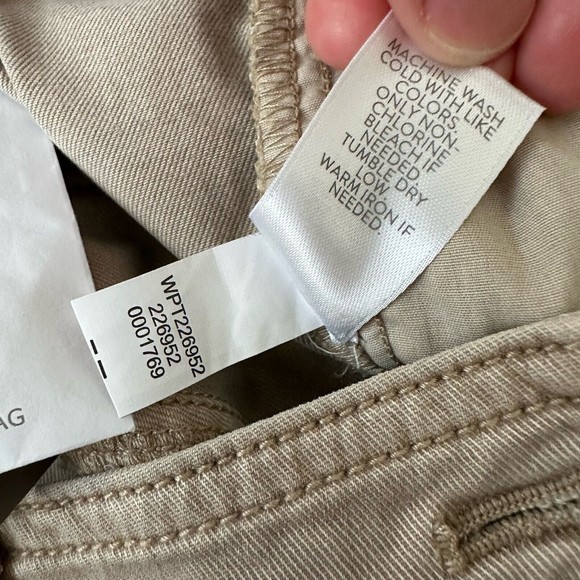 MACHINE WASH
COLD WITH LIKE
COLORS.
ONLY NON-
CHLORINE
BLEACH IF
NEEDED.
TUMBLE DRY
LOW.
WARM IRON IF
NEEDED.
WPT226952
226952
0001769
AG